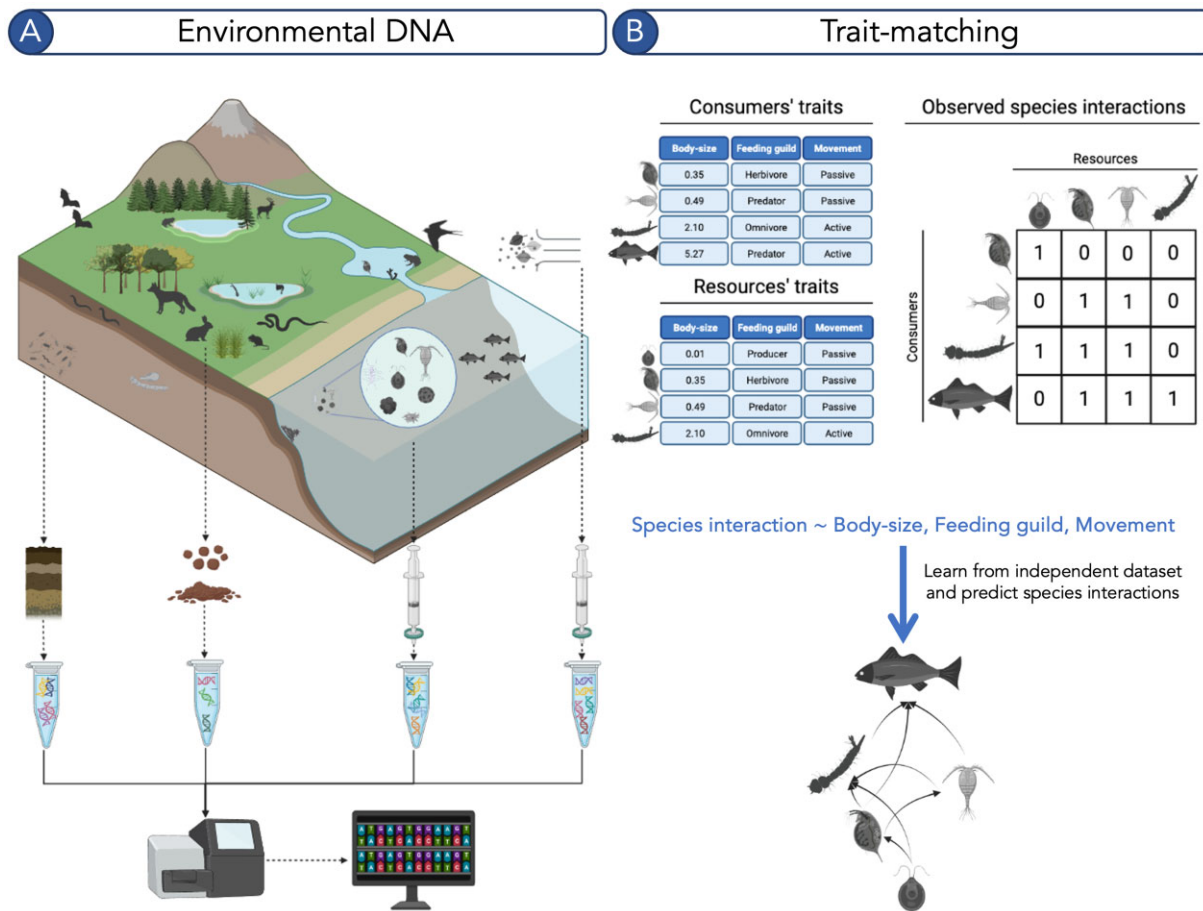 A
Environmental DNA
B
Trait-matching
Consumers' traits
Body-size Feeding guild Movement
0.35 Herbivore Passive
0.49 Predator Passive
2.10 Omnivore Active
5.27 Predator Active
Resources' traits
Body-size Feeding guild Movement
0.01 Producer Passive
0.35 Herbivore Passive
0.49 Predator Passive
2.10 Omnivore Active
Observed species interactions
Resources
Consumers
1 0 0 0
0 1 1 0
1 1 1 0
0 1 1 1
Species interaction ~ Body-size, Feeding guild, Movement
Learn from independent dataset
and predict species interactions
A T G A G T G G A A G T
T A C T C A C C T T C A
A T G A G T G G A A G T
T A C T C A C C T T C A